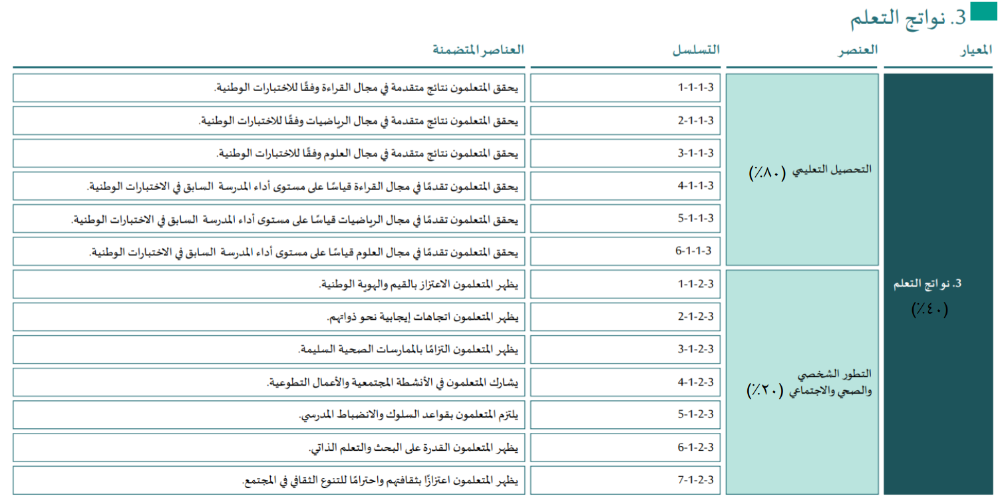 3. نواتج التعلم
المعيار العنصر التسلسل العناصر المتضمنة
3. نواتج التعلم
(٤٠٪)
التحصيل التعليمي (٨٠٪)
1-1-1-3 يحقق المتعلمون نتائج متقدمة في مجال القراءة وفقًا للاختبارات الوطنية.
2-1-1-3 يحقق المتعلمون نتائج متقدمة في مجال الرياضيات وفقًا للاختبارات الوطنية.
3-1-1-3 يحقق المتعلمون نتائج متقدمة في مجال العلوم وفقًا للاختبارات الوطنية.
4-1-1-3 يحقق المتعلمون تقدمًا في مجال القراءة قياسًا على مستوى أداء المدرسة السابق في الاختبارات الوطنية.
5-1-1-3 يحقق المتعلمون تقدمًا في مجال الرياضيات قياسًا على مستوى أداء المدرسة السابق في الاختبارات الوطنية.
6-1-1-3 يحقق المتعلمون تقدمًا في مجال العلوم قياسًا على مستوى أداء المدرسة السابق في الاختبارات الوطنية.
التطور الشخصي
والصحي والاجتماعي (٢٠٪)
1-1-2-3 يظهر المتعلمون الاعتزاز بالقيم والهوية الوطنية.
2-1-2-3 يظهر المتعلمون اتجاهات إيجابية نحو ذواتهم.
3-1-2-3 يظهر المتعلمون التزامًا بالممارسات الصحية السليمة.
4-1-2-3 يشارك المتعلمون في الأنشطة المجتمعية والأعمال التطوعية.
5-1-2-3 يلتزم المتعلمون بقواعد السلوك والانضباط المدرسي.
6-1-2-3 يظهر المتعلمون القدرة على البحث والتعلم الذاتي.
7-1-2-3 يظهر المتعلمون اعتزازًا بثقافتهم واحترامًا للتنوع الثقافي في المجتمع.